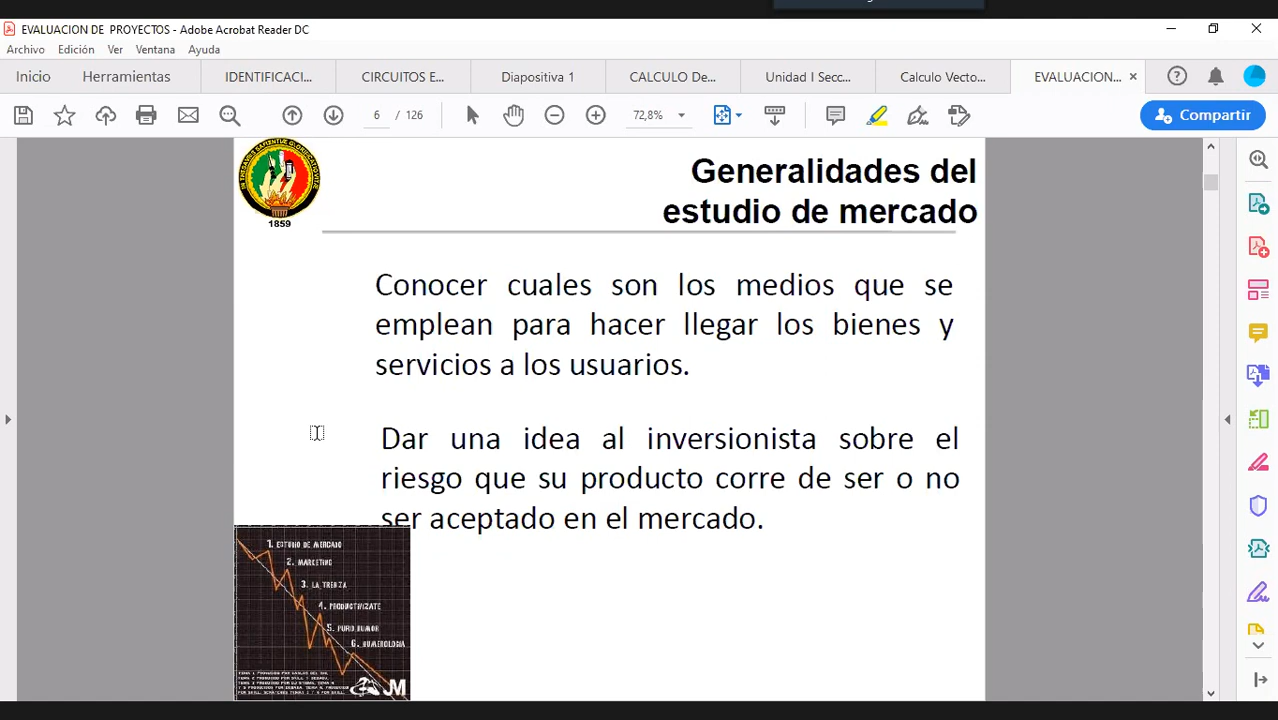 EVALUACION DE PROYECTOS - Adobe Acrobat Reader DC
Archivo Edición Ver Ventana Ayuda
Inicio Herramientas IDENTIFICACI... CIRCUITOS E... Diapositiva 1 CALCULO De... Unidad I Secc... Calculo Vecto... EVALUACION...
6 / 126 72,8% Compartir
1859
Generalidades del
estudio de mercado
Conocer cuales son los medios que se
emplean para hacer llegar los bienes y
servicios a los usuarios.
Dar una idea al inversionista sobre el
riesgo que su producto corre de ser o no
ser aceptado en el mercado.
1. ESTUDIO DE MERCADO
2. MARKETING
3. LA TRENZA
4. PRODUCTIVIZATE
5. PURO RUMOR
6. NUMEROLOGIA
JM